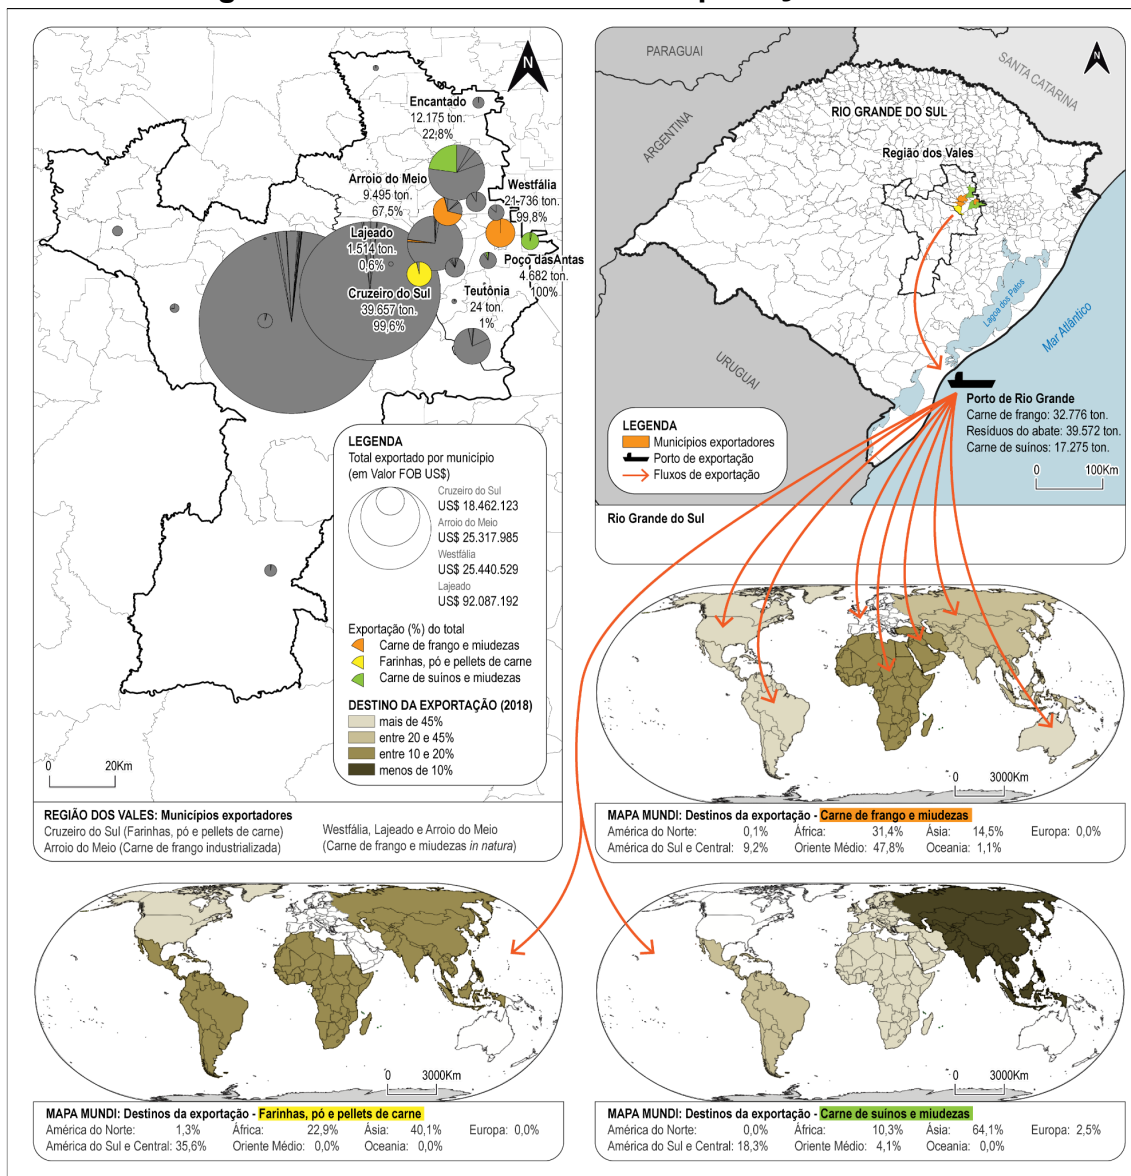 N
Encantado
12.175 ton.
22,8%
Arroio do Meio
9.495 ton.
67,5%
Westfália
21.736 ton.
99,8%
Lajeado
1.514 ton.
0,6%
Poço dasAntas
4.682 ton.
100%
Cruzeiro do Sul
39.657 ton.
99,6%
Teutônia
24 ton.
1%
LEGENDA
Total exportado por município
(em Valor FOB US$)
Cruzeiro do Sul
US$ 18.462.123
Arroio do Meio
US$ 25.317.985
Westfália
US$ 25.440.529
Lajeado
US$ 92.087.192
Exportação (%) do total
Carne de frango e miudezas
Farinhas, pó e pellets de carne
Carne de suínos e miudezas
DESTINO DA EXPORTAÇÃO (2018)
mais de 45%
entre 20 e 45%
entre 10 e 20%
menos de 10%
0 20Km
REGIÃO DOS VALES: Municípios exportadores
Cruzeiro do Sul (Farinhas, pó e pellets de carne)
Arroio do Meio (Carne de frango industrializada)
Westfália, Lajeado e Arroio do Meio
(Carne de frango e miudezas in natura)
PARAGUAI
SANTA CATARINA
N
ARGENTINA
RIO GRANDE DO SUL
Região dos Vales
Lagoa dos Patos
Mar Atlântico
URUGUAI
Porto de Rio Grande
Carne de frango: 32.776 ton.
Resíduos do abate: 39.572 ton.
Carne de suínos: 17.275 ton.
0 100Km
LEGENDA
Municípios exportadores
Porto de exportação
Fluxos de exportação
Rio Grande do Sul
0 3000Km
MAPA MUNDI: Destinos da exportação - Carne de frango e miudezas
América do Norte: 0,1% África: 31,4% Ásia: 14,5% Europa: 0,0%
América do Sul e Central: 9,2% Oriente Médio: 47,8% Oceania: 1,1%
0 3000Km
MAPA MUNDI: Destinos da exportação - Farinhas, pó e pellets de carne
América do Norte: 1,3% África: 22,9% Ásia: 40,1% Europa: 0,0%
América do Sul e Central: 35,6% Oriente Médio: 0,0% Oceania: 0,0%
0 3000Km
MAPA MUNDI: Destinos da exportação - Carne de suínos e miudezas
América do Norte: 0,0% África: 10,3% Ásia: 64,1% Europa: 2,5%
América do Sul e Central: 18,3% Oriente Médio: 4,1% Oceania: 0,0%